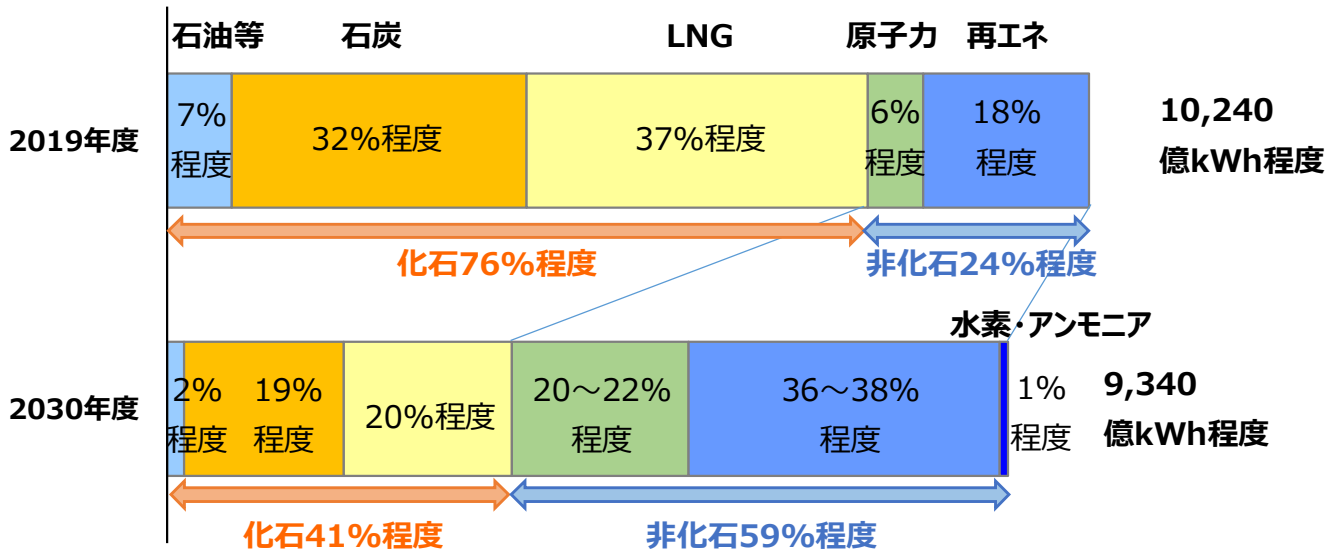 石油等 石炭 LNG 原子力 再エネ
2019年度
7%
程度
32%程度
37%程度
6%
程度
18%
程度
10,240
億kWh程度
化石76%程度
非化石24%程度
水素・アンモニア
2030年度
2%
程度
19%
程度
20%程度
20～22%
程度
36～38%
程度
1%
程度
9,340
億kWh程度
化石41%程度
非化石59%程度